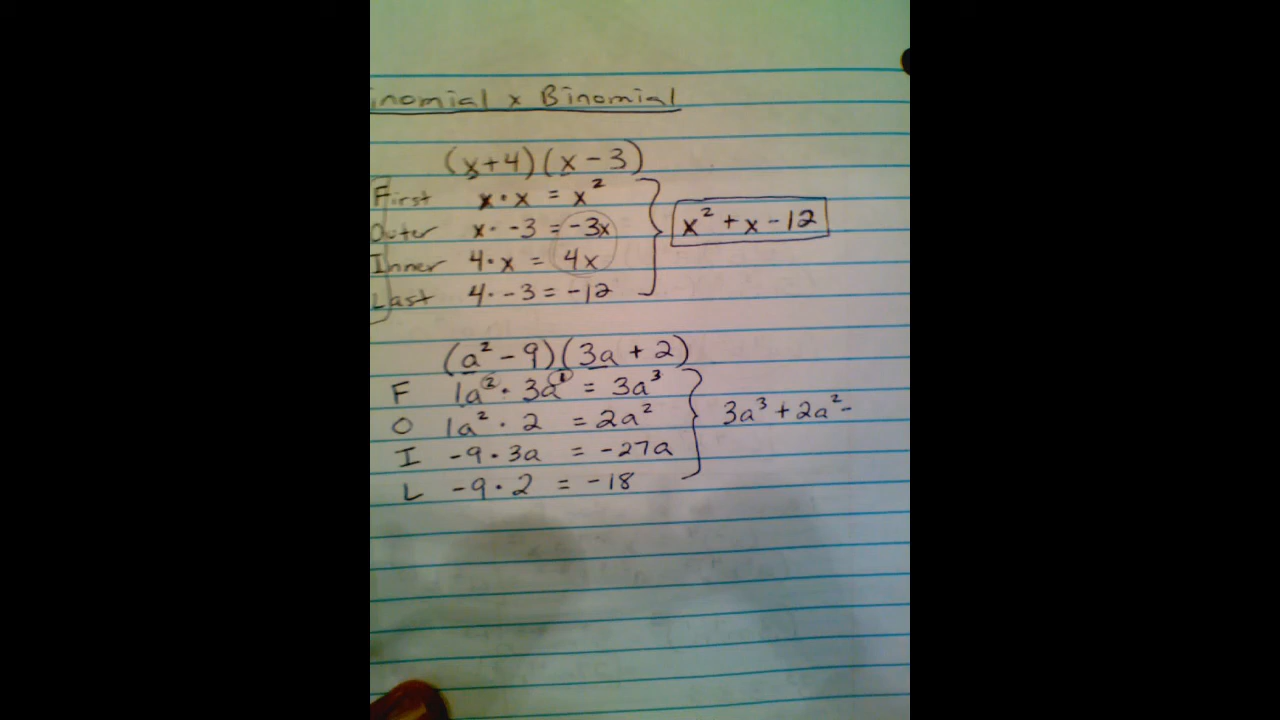 inomial x Binomial
(x+4)(x-3)
First x · x = x²
Outer x · -3 = -3x
x² + x - 12
Inner 4 · x = 4x
Last 4 · -3 = -12
(a² - 9)(3a + 2)
F 1a² · 3a¹ = 3a³
O 1a² · 2 = 2a²
3a³ + 2a² -
I -9 · 3a = -27a
L -9 · 2 = -18